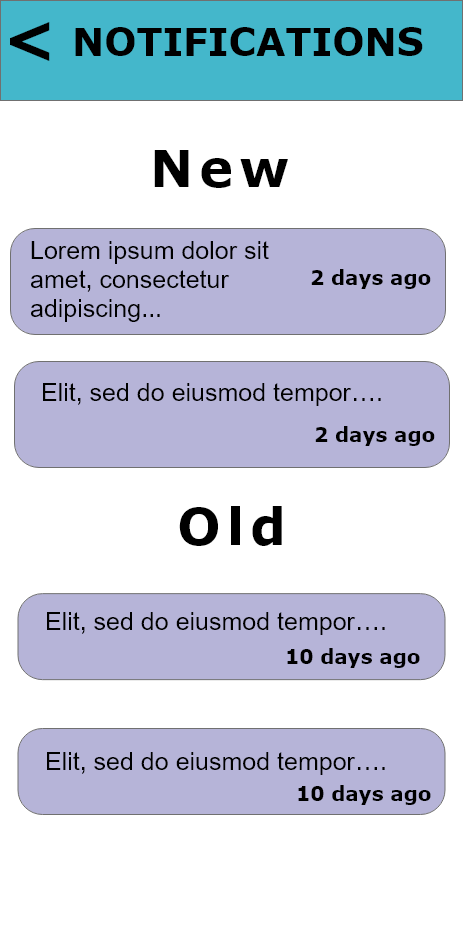 < NOTIFICATIONS
New
Lorem ipsum dolor sit
amet, consectetur
adipiscing...
2 days ago
Elit, sed do eiusmod tempor….
2 days ago
Old
Elit, sed do eiusmod tempor….
10 days ago
Elit, sed do eiusmod tempor….
10 days ago